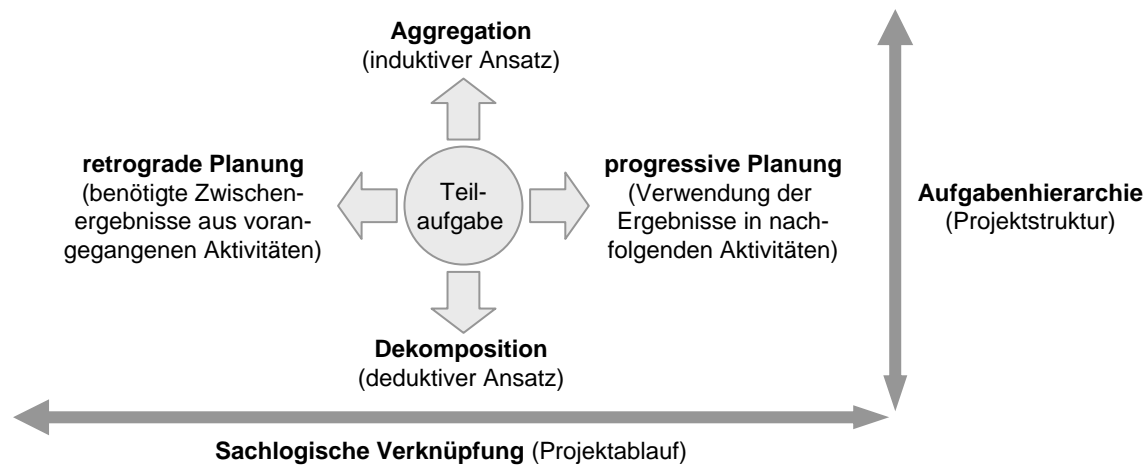 Aggregation
(induktiver Ansatz)
retrograde Planung
(benötigte Zwischen-
ergebnisse aus voran-
gegangenen Aktivitäten)
Teil-
aufgabe
progressive Planung
(Verwendung der
Ergebnisse in nach-
folgenden Aktivitäten)
Aufgabenhierarchie
(Projektstruktur)
Dekomposition
(deduktiver Ansatz)
Sachlogische Verknüpfung (Projektablauf)